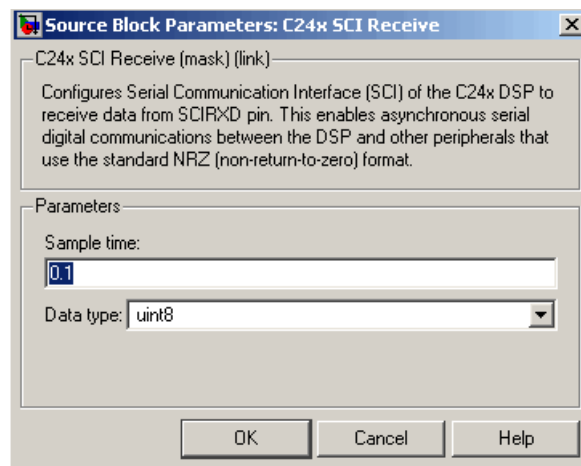 Source Block Parameters: C24x SCI Receive
C24x SCI Receive (mask) (link)
Configures Serial Communication Interface (SCI) of the C24x DSP to
receive data from SCIRXD pin. This enables asynchronous serial
digital communications between the DSP and other peripherals that
use the standard NRZ (non-return-to-zero) format.
Parameters
Sample time:
0.1
Data type: uint8
OK Cancel Help